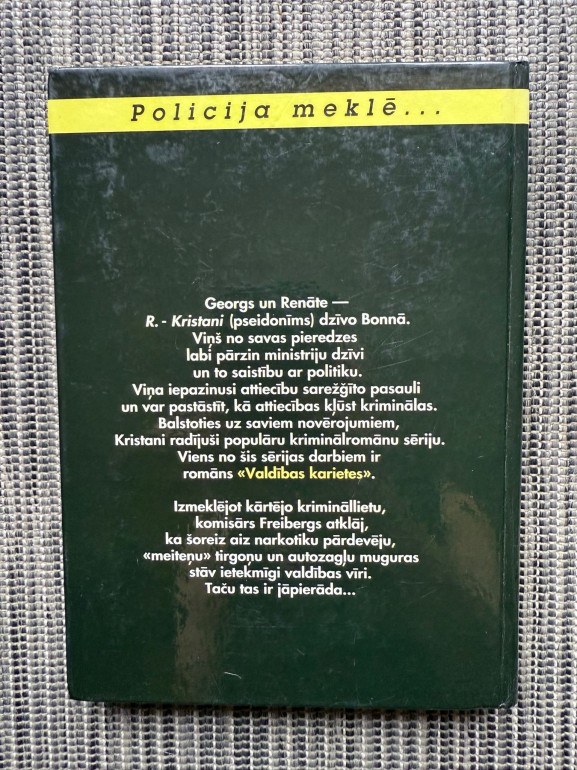 Policija meklē...
Georgs un Renāte —
R. - Kristani (pseidonīms) dzīvo Bonnā.
Viņš no savas pieredzes
labi pārzin ministriju dzīvi
un to saistību ar politiku.
Viņa iepazinusi attiecību sarežģīto pasauli
un var pastāstīt, kā attiecības kļūst kriminālas.
Balstoties uz saviem novērojumiem,
Kristani radījuši populāru kriminālromānu sēriju.
Viens no šīs sērijas darbiem ir
romāns «Valdības karietes».
Izmeklējot kārtējo krimināllietu,
komisārs Freibergs atklāj,
ka šoreiz aiz narkotiku pārdevēju,
«meiteņu» tirgoņu un autozagļu muguras
stāv ietekmīgi valdības vīri.
Taču tas ir jāpierāda...